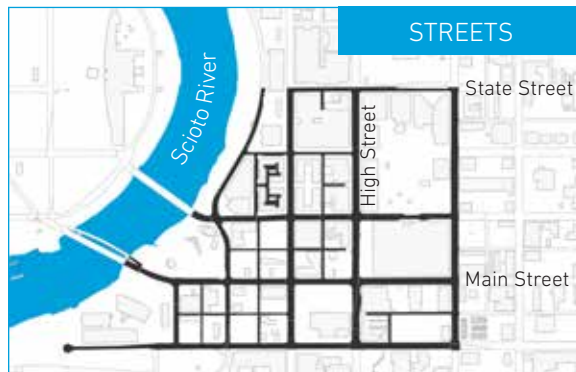 STREETS
State Street
Scioto River
High Street
Main Street